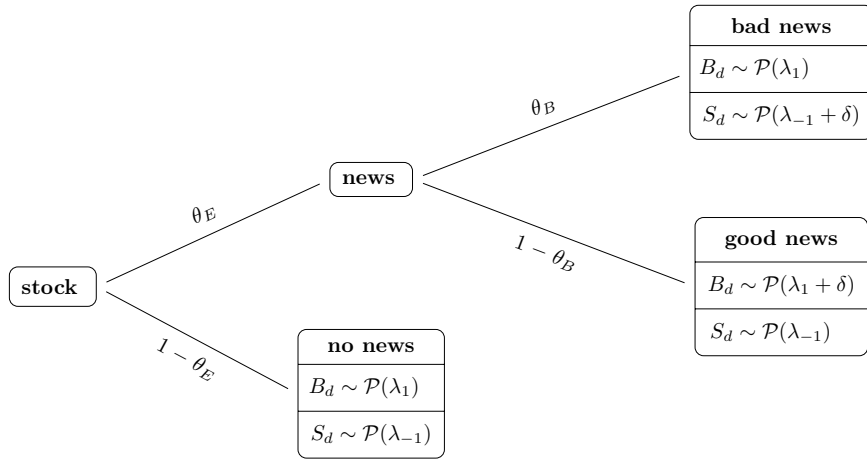 bad news
B_d ∼ 𝒫(λ_1)
S_d ∼ 𝒫(λ_{−1} + δ)
θ_B
news
θ_E
1 − θ_B
good news
B_d ∼ 𝒫(λ_1 + δ)
S_d ∼ 𝒫(λ_{−1})
stock
1 − θ_E
no news
B_d ∼ 𝒫(λ_1)
S_d ∼ 𝒫(λ_{−1})